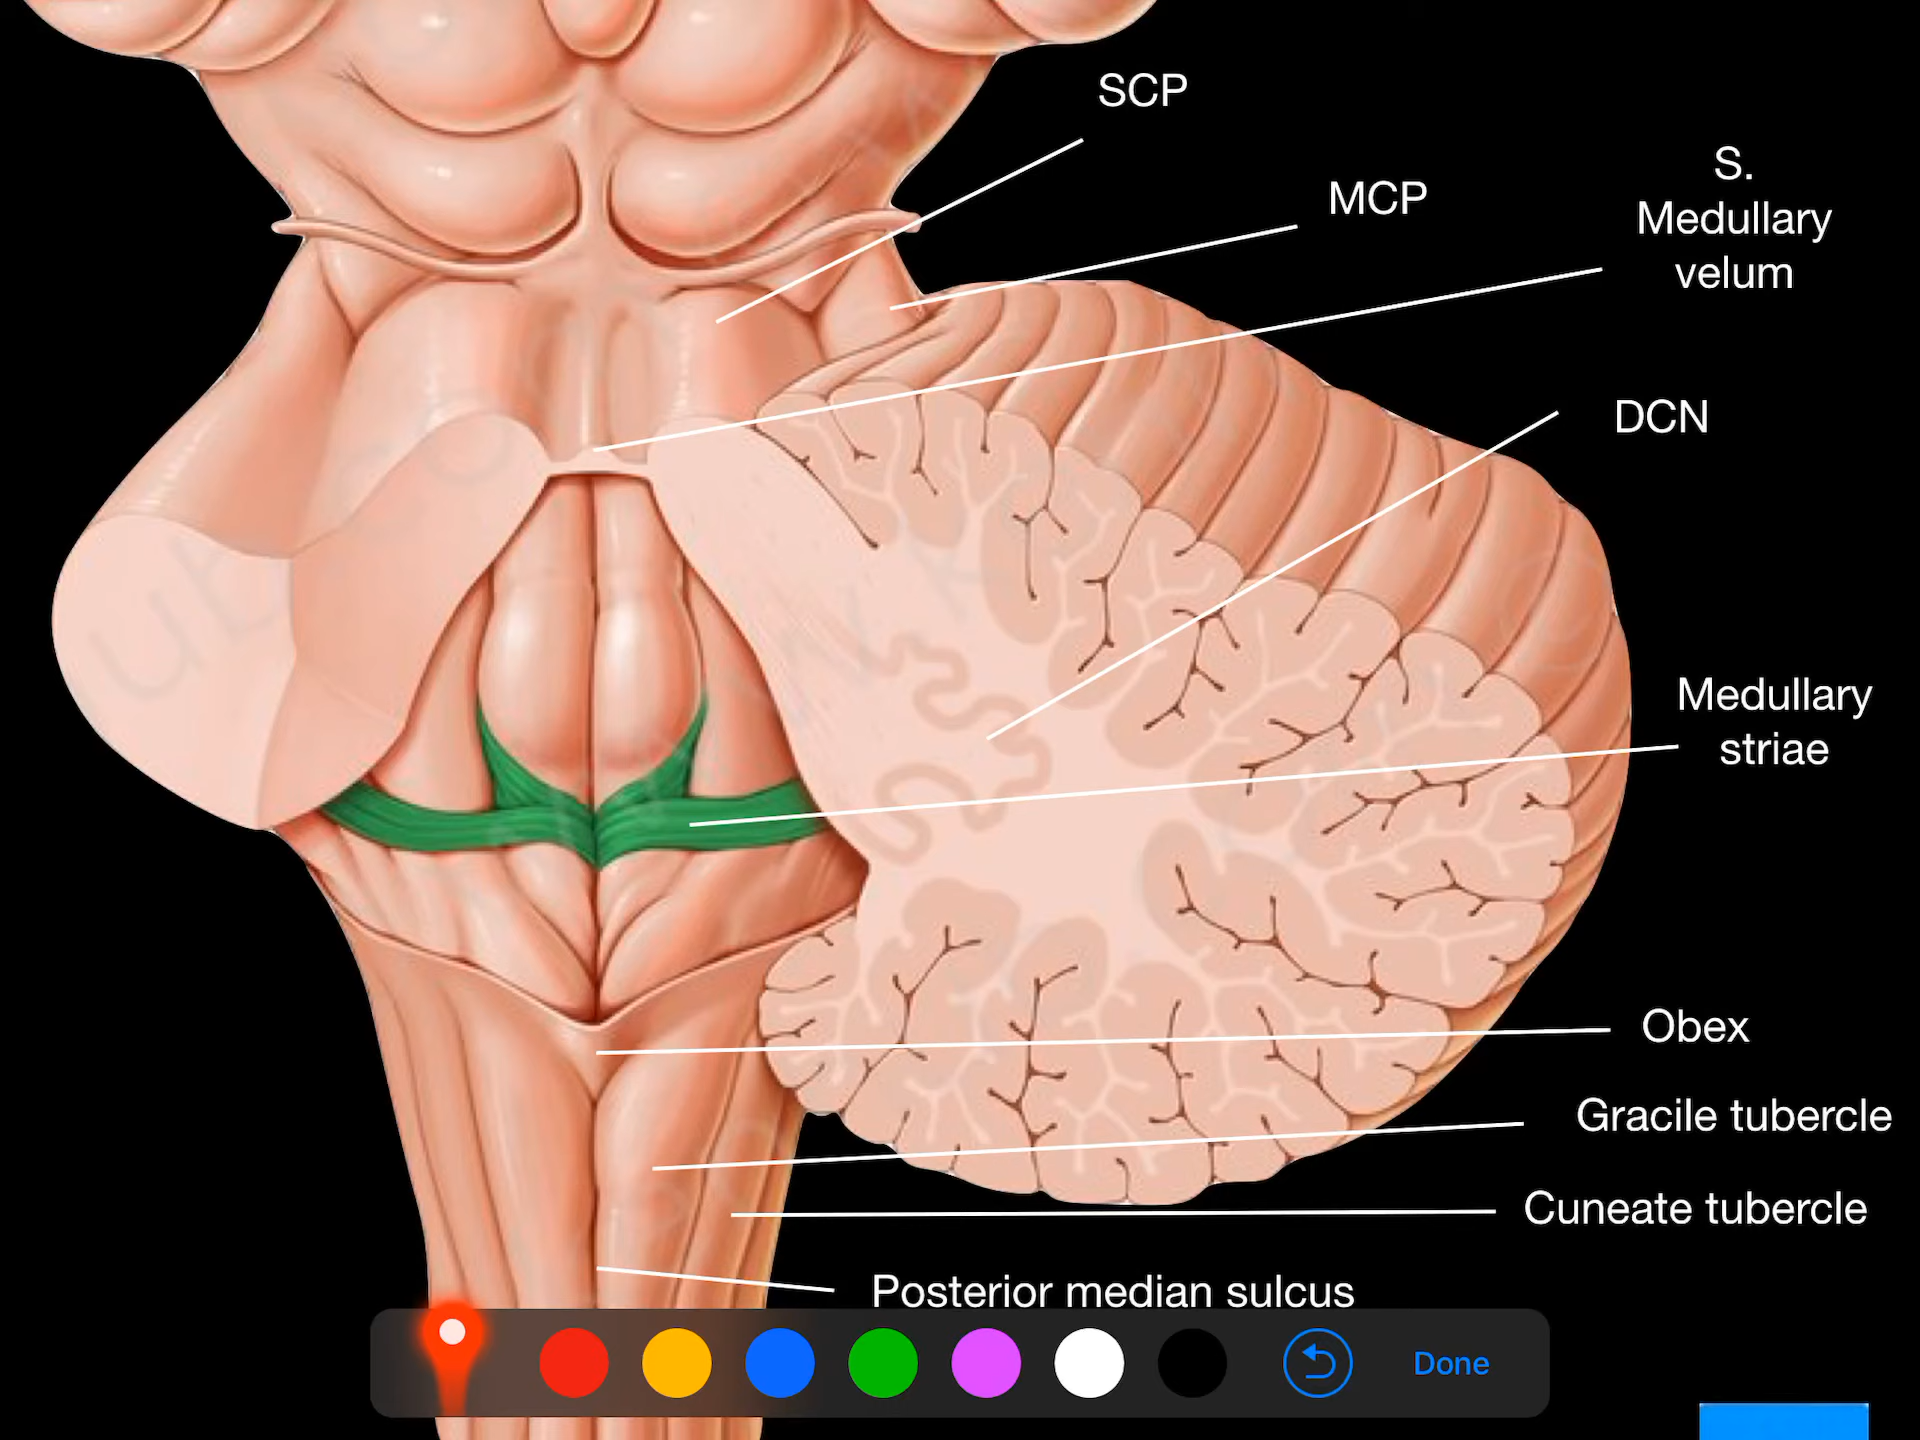 SCP
MCP
S.
Medullary
velum
DCN
Medullary
striae
Obex
Gracile tubercle
Cuneate tubercle
Posterior median sulcus
Done